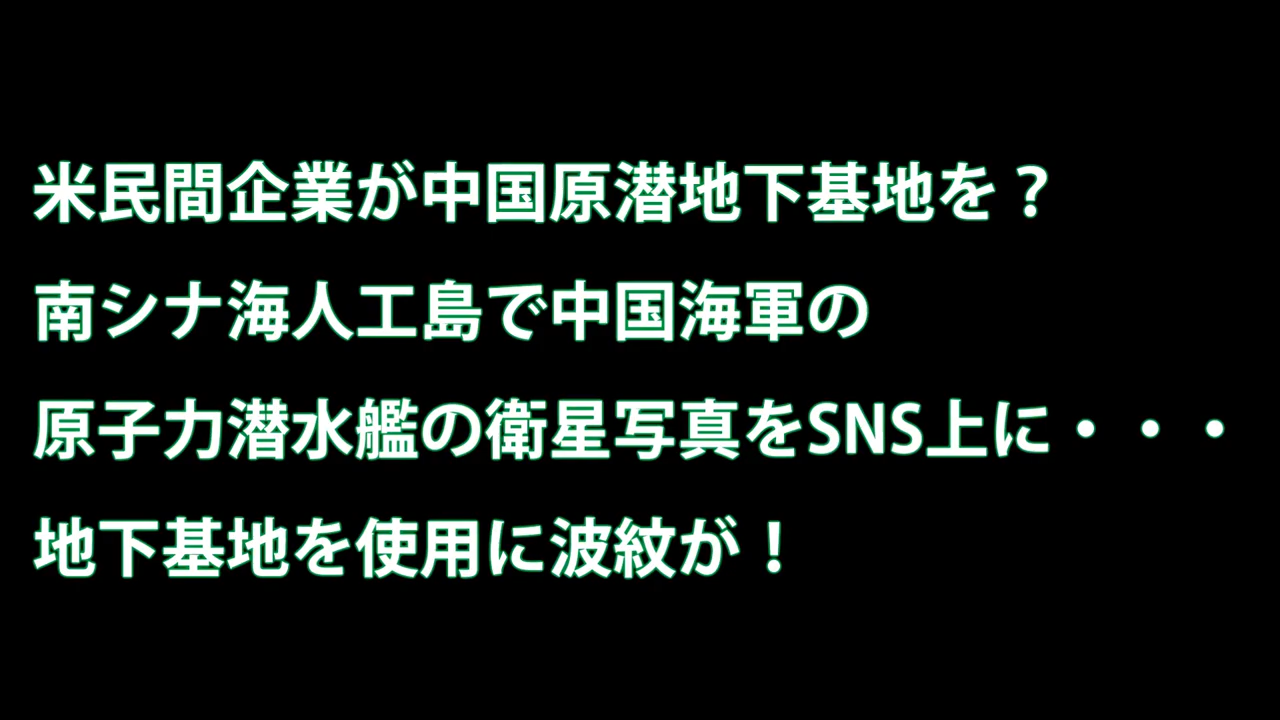 米民間企業が中国原潜地下基地を？
南シナ海人工島で中国海軍の
原子力潜水艦の衛星写真をSNS上に・・・
地下基地を使用に波紋が！